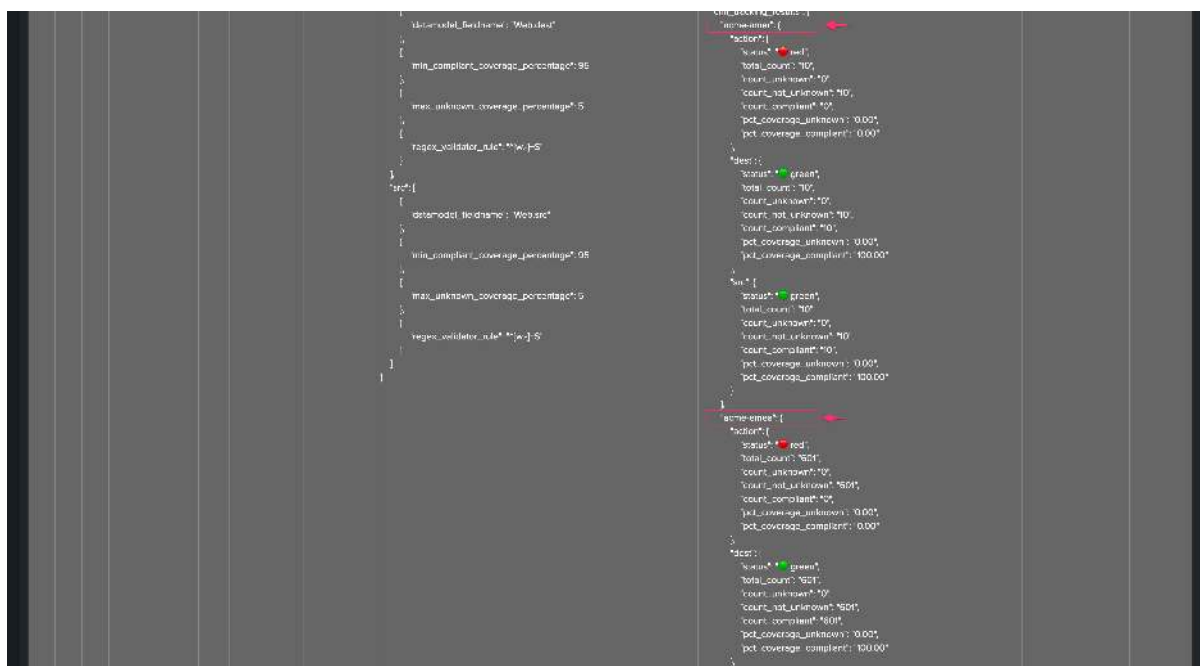 {
"datamodel_fieldname": "Web.dest"
},
{
"min_compliant_coverage_percentage": 95
},
{
"max_unknown_coverage_percentage": 5
},
{
"regex_validator_rule":
}
],
"src": [
{
"datamodel_fieldname": "Web.src"
},
{
"min_compliant_coverage_percentage": 95
},
{
"max_unknown_coverage_percentage": 5
},
{
"regex_validator_rule":
}
]
}
"cim_tracking_results": {
"acme-amer": {
"action": {
"status": "🔴 red",
"total_count": "10",
"count_unknown": "0",
"count_not_unknown": "10",
"count_compliant": "0",
"pct_coverage_unknown": "0.00",
"pct_coverage_compliant": "0.00"
},
"dest": {
"status": "🟢 green",
"total_count": "10",
"count_unknown": "0",
"count_not_unknown": "10",
"count_compliant": "10",
"pct_coverage_unknown": "0.00",
"pct_coverage_compliant": "100.00"
},
"src": {
"status": "🟢 green",
"total_count": "10",
"count_unknown": "0",
"count_not_unknown": "10",
"count_compliant": "10",
"pct_coverage_unknown": "0.00",
"pct_coverage_compliant": "100.00"
}
},
"acme-emea": {
"action": {
"status": "🔴 red",
"total_count": "601",
"count_unknown": "0",
"count_not_unknown": "601",
"count_compliant": "0",
"pct_coverage_unknown": "0.00",
"pct_coverage_compliant": "0.00"
},
"dest": {
"status": "🟢 green",
"total_count": "601",
"count_unknown": "0",
"count_not_unknown": "601",
"count_compliant": "601",
"pct_coverage_unknown": "0.00",
"pct_coverage_compliant": "100.00"
},